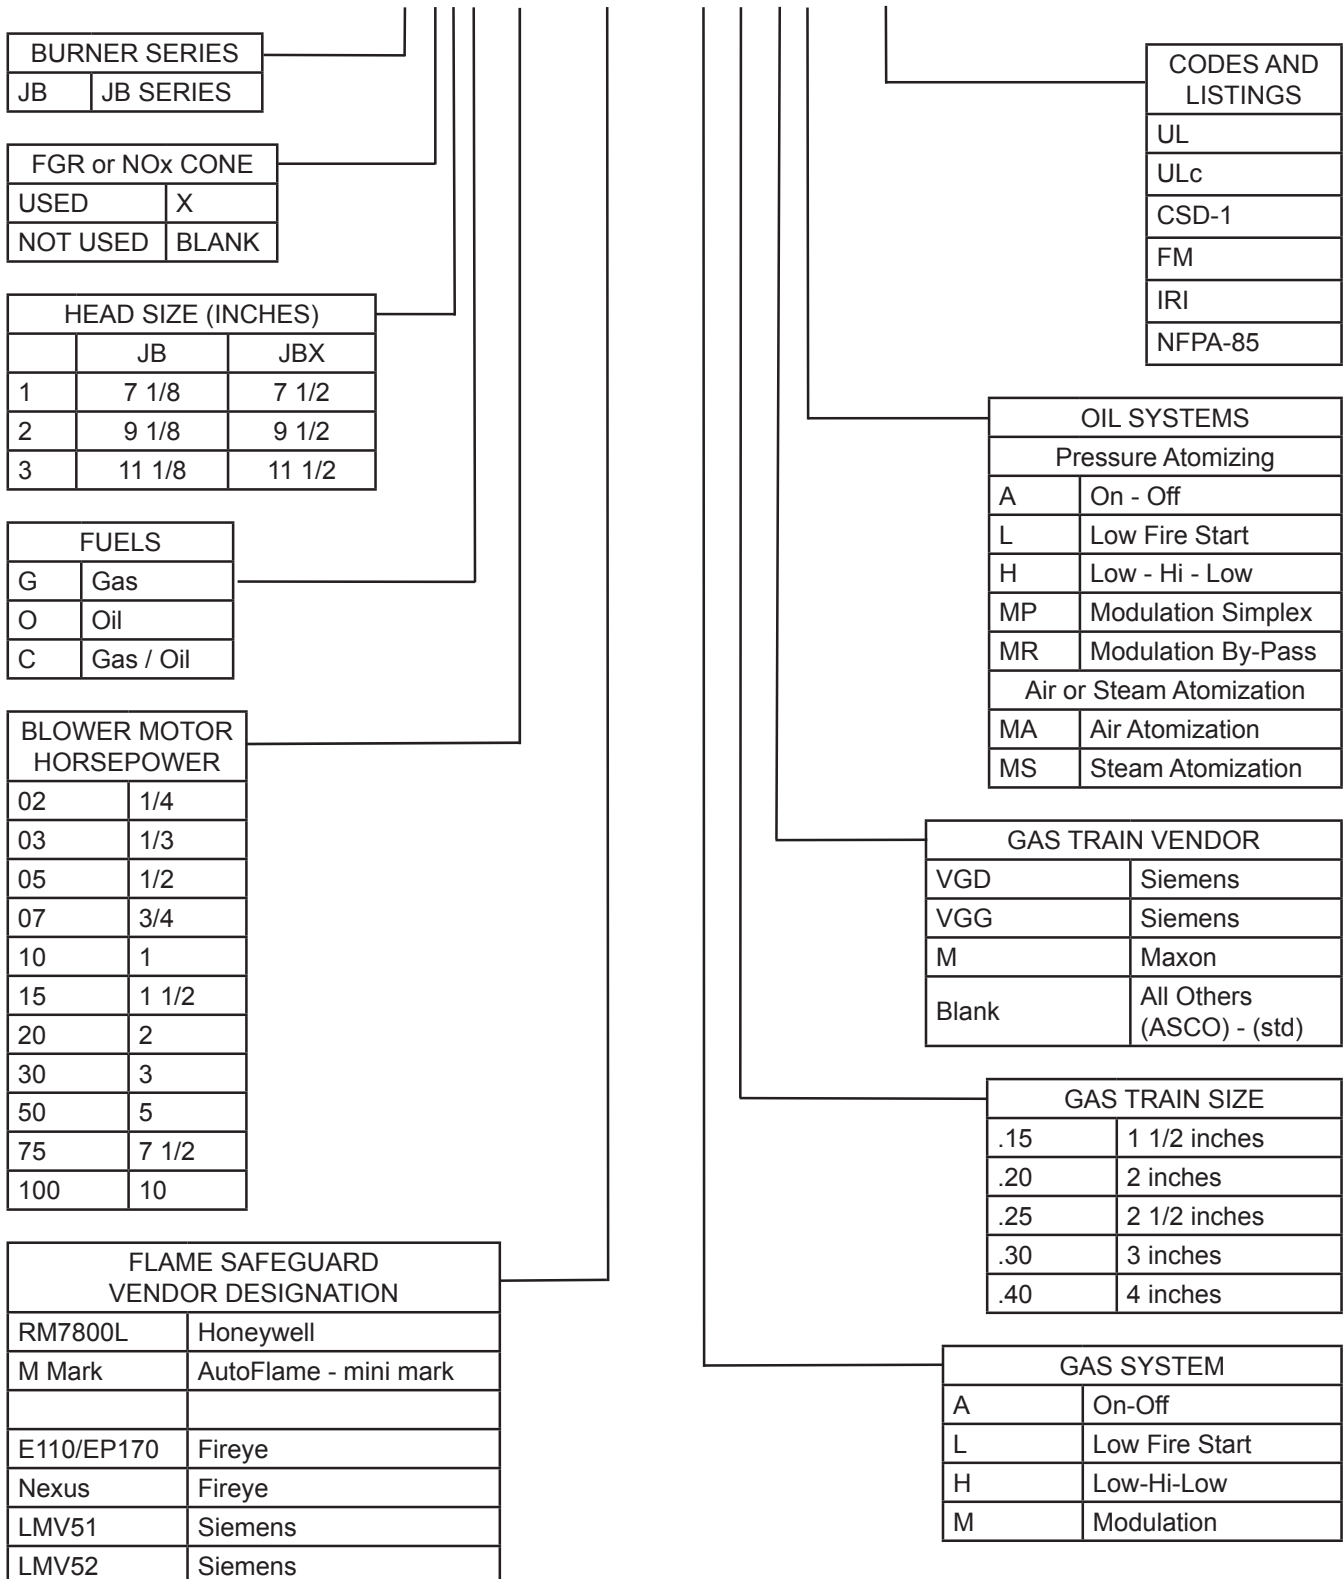 BURNER SERIES
JB JB SERIES
FGR or NOx CONE
USED X
NOT USED BLANK
HEAD SIZE (INCHES)
JB JBX
1 7 1/8 7 1/2
2 9 1/8 9 1/2
3 11 1/8 11 1/2
FUELS
G Gas
O Oil
C Gas / Oil
BLOWER MOTOR
HORSEPOWER
02 1/4
03 1/3
05 1/2
07 3/4
10 1
15 1 1/2
20 2
30 3
50 5
75 7 1/2
100 10
FLAME SAFEGUARD
VENDOR DESIGNATION
RM7800L Honeywell
M Mark AutoFlame - mini mark
E110/EP170 Fireye
Nexus Fireye
LMV51 Siemens
LMV52 Siemens
CODES AND
LISTINGS
UL
ULc
CSD-1
FM
IRI
NFPA-85
OIL SYSTEMS
Pressure Atomizing
A On - Off
L Low Fire Start
H Low - Hi - Low
MP Modulation Simplex
MR Modulation By-Pass
Air or Steam Atomization
MA Air Atomization
MS Steam Atomization
GAS TRAIN VENDOR
VGD Siemens
VGG Siemens
M Maxon
Blank All Others
(ASCO) - (std)
GAS TRAIN SIZE
.15 1 1/2 inches
.20 2 inches
.25 2 1/2 inches
.30 3 inches
.40 4 inches
GAS SYSTEM
A On-Off
L Low Fire Start
H Low-Hi-Low
M Modulation